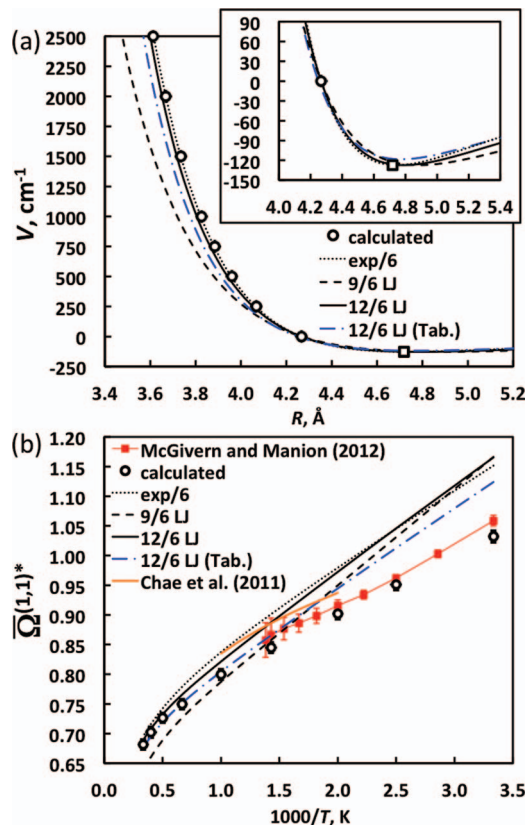 (a)
2500
2250
2000
1750
1500
1250
1000
750
500
250
0
-250
V, cm⁻¹
3.4 3.6 3.8 4.0 4.2 4.4 4.6 4.8 5.0 5.2
R, Å
90
60
30
0
-30
-60
-90
-120
-150
4.0 4.2 4.4 4.6 4.8 5.0 5.2 5.4
calculated
exp/6
9/6 LJ
12/6 LJ
12/6 LJ (Tab.)
(b)
1.20
1.15
1.10
1.05
1.00
0.95
0.90
0.85
0.80
0.75
0.70
0.65
Ω̅⁽¹,¹⁾*
McGivern and Manion (2012)
calculated
exp/6
9/6 LJ
12/6 LJ
12/6 LJ (Tab.)
Chae et al. (2011)
0.0 0.5 1.0 1.5 2.0 2.5 3.0 3.5
1000/T, K